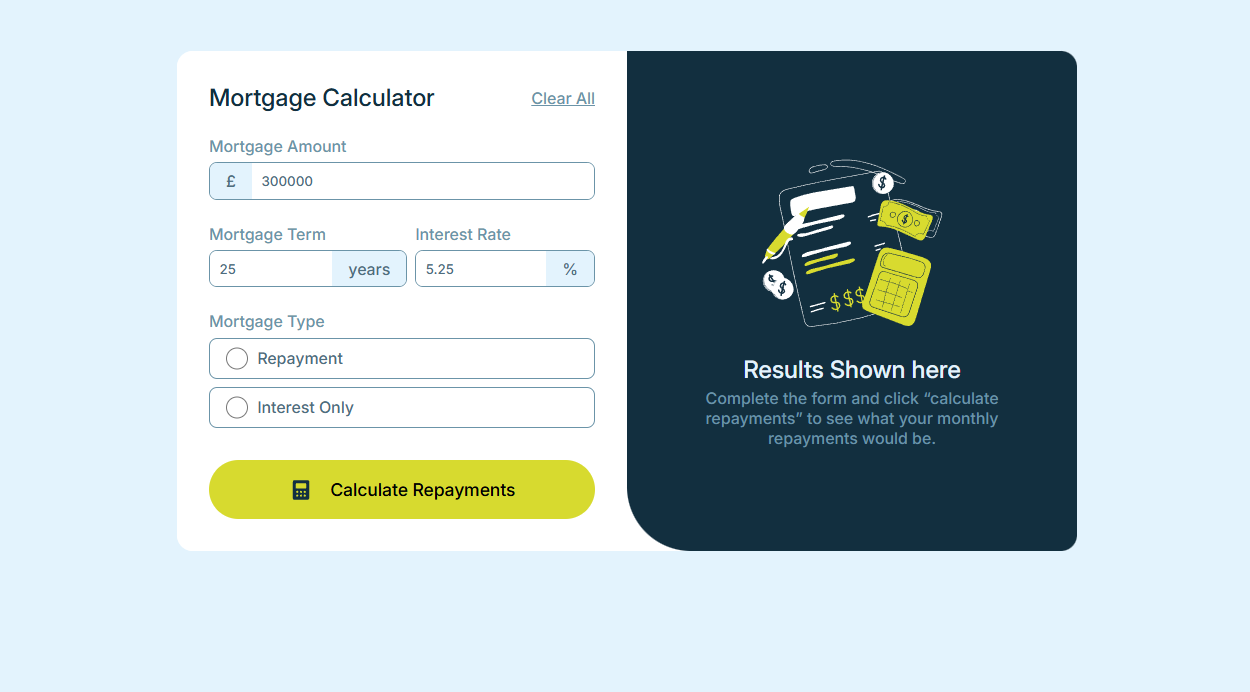 Mortgage Calculator Clear All
Mortgage Amount
£ 300000
Mortgage Term Interest Rate
25 years 5.25 %
Mortgage Type
Repayment
Interest Only
Calculate Repayments
$
$
$ $
$$$
Results Shown here
Complete the form and click “calculate
repayments” to see what your monthly
repayments would be.